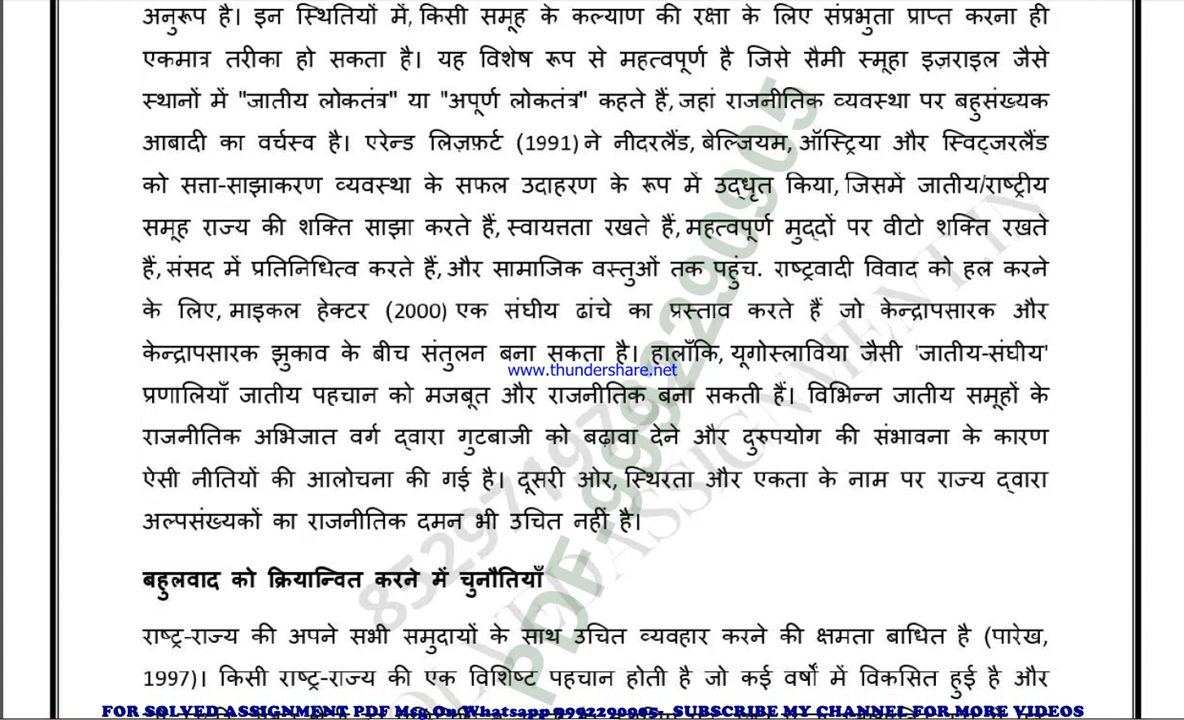 अनुरूप है। इन स्थितियों में, किसी समूह के कल्याण की रक्षा के लिए संप्रभुता प्राप्त करना ही
एकमात्र तरीका हो सकता है। यह विशेष रूप से महत्वपूर्ण है जिसे सैमी स्मूहा इज़राइल जैसे
स्थानों में "जातीय लोकतंत्र" या "अपूर्ण लोकतंत्र" कहते हैं, जहां राजनीतिक व्यवस्था पर बहुसंख्यक
आबादी का वर्चस्व है। एरेन्ड लिज़फ़र्ट (1991) ने नीदरलैंड, बेल्जियम, ऑस्ट्रिया और स्विट्जरलैंड
को सत्ता-साझाकरण व्यवस्था के सफल उदाहरण के रूप में उद्धृत किया, जिसमें जातीय/राष्ट्रीय
समूह राज्य की शक्ति साझा करते हैं, स्वायत्तता रखते हैं, महत्वपूर्ण मुद्दों पर वीटो शक्ति रखते
हैं, संसद में प्रतिनिधित्व करते हैं, और सामाजिक वस्तुओं तक पहुंच. राष्ट्रवादी विवाद को हल करने
के लिए, माइकल हेक्टर (2000) एक संघीय ढांचे का प्रस्ताव करते हैं जो केन्द्रापसारक और
केन्द्रापसारक झुकाव के बीच संतुलन बना सकता है। हालाँकि, यूगोस्लाविया जैसी 'जातीय-संघीय'
www.thundershare.net
प्रणालियाँ जातीय पहचान को मजबूत और राजनीतिक बना सकती हैं। विभिन्न जातीय समूहों के
राजनीतिक अभिजात वर्ग द्वारा गुटबाजी को बढ़ावा देने और दुरुपयोग की संभावना के कारण
ऐसी नीतियों की आलोचना की गई है। दूसरी ओर, स्थिरता और एकता के नाम पर राज्य द्वारा
अल्पसंख्यकों का राजनीतिक दमन भी उचित नहीं है।
बहुलवाद को क्रियान्वित करने में चुनौतियाँ
राष्ट्र-राज्य की अपने सभी समुदायों के साथ उचित व्यवहार करने की क्षमता बाधित है (पारेख,
1997)। किसी राष्ट्र-राज्य की एक विशिष्ट पहचान होती है जो कई वर्षों में विकसित हुई है और
FOR SOLVED ASSIGNMENT PDF Msg On Whatsapp 9992290905- SUBSCRIBE MY CHANNEL FOR MORE VIDEOS
PDF-9992290905